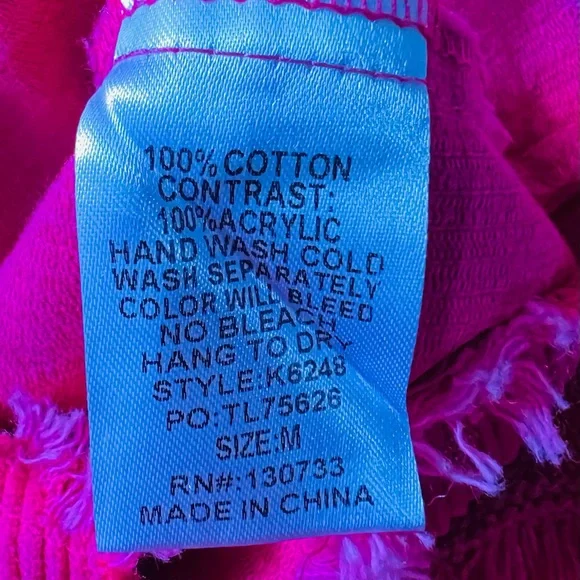 100% COTTON
CONTRAST:
100%ACRYLIC
HAND WASH COLD
WASH SEPARATELY
COLOR WILL BLEED
NO BLEACH
HANG TO DRY
STYLE:K6248
PO:TL75626
SIZE:M
RN#:130733
MADE IN CHINA